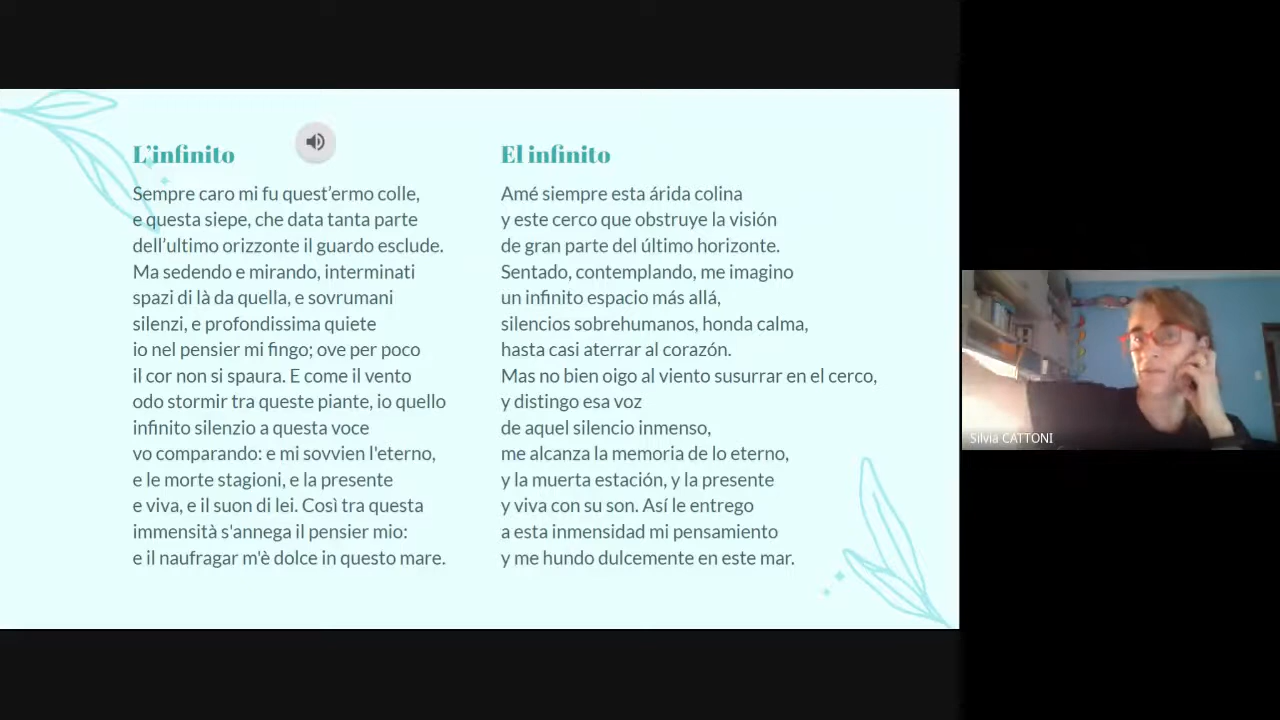 L'infinito
Sempre caro mi fu quest’ermo colle,
e questa siepe, che data tanta parte
dell’ultimo orizzonte il guardo esclude.
Ma sedendo e mirando, interminati
spazi di là da quella, e sovrumani
silenzi, e profondissima quiete
io nel pensier mi fingo; ove per poco
il cor non si spaura. E come il vento
odo stormir tra queste piante, io quello
infinito silenzio a questa voce
vo comparando: e mi sovvien l'eterno,
e le morte stagioni, e la presente
e viva, e il suon di lei. Così tra questa
immensità s'annega il pensier mio:
e il naufragar m'è dolce in questo mare.
El infinito
Amé siempre esta árida colina
y este cerco que obstruye la visión
de gran parte del último horizonte.
Sentado, contemplando, me imagino
un infinito espacio más allá,
silencios sobrehumanos, honda calma,
hasta casi aterrar al corazón.
Mas no bien oigo al viento susurrar en el cerco,
y distingo esa voz
de aquel silencio inmenso,
me alcanza la memoria de lo eterno,
y la muerta estación, y la presente
y viva con su son. Así le entrego
a esta inmensidad mi pensamiento
y me hundo dulcemente en este mar.
Silvia CATTONI